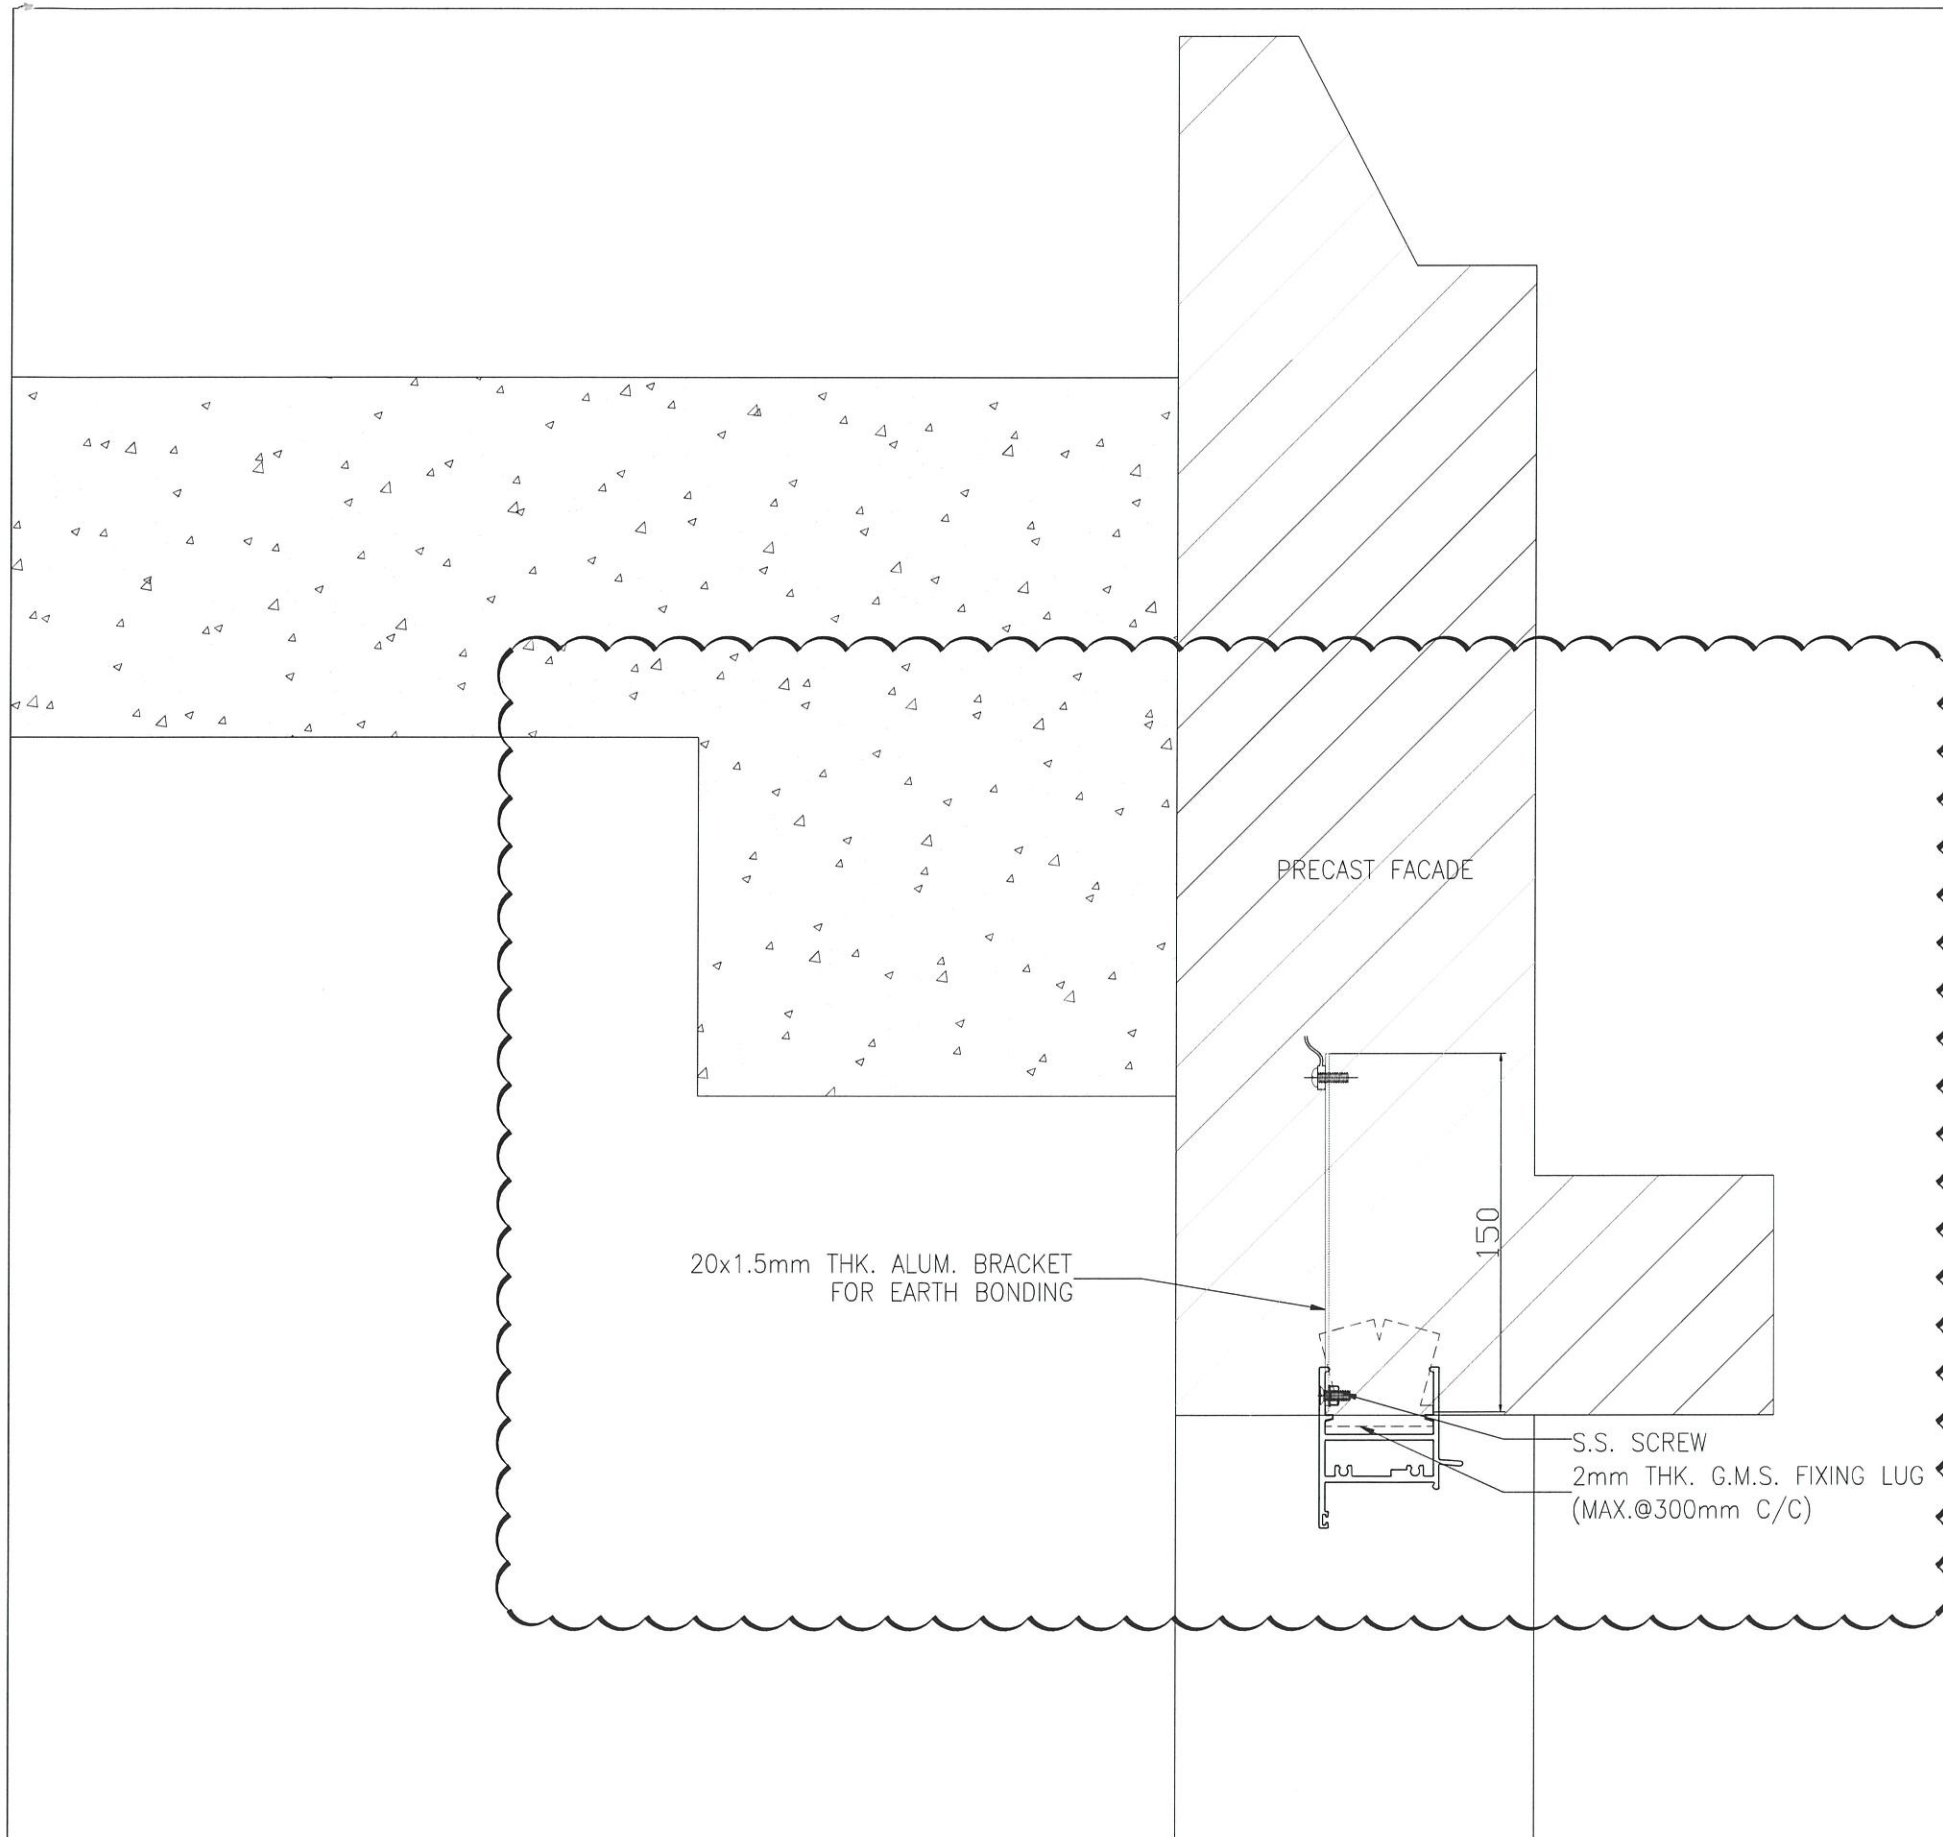 PRECAST FACADE
150
20x1.5mm THK. ALUM. BRACKET
FOR EARTH BONDING
S.S. SCREW
2mm THK. G.M.S. FIXING LUG
(MAX.@300mm C/C)